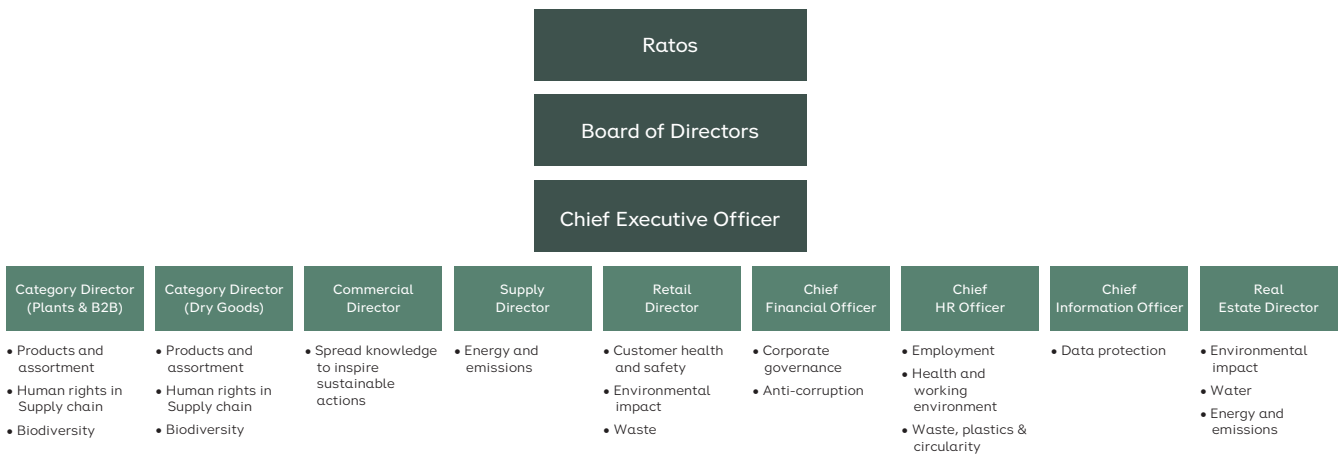 Ratos
Board of Directors
Chief Executive Officer
Category Director
(Plants & B2B)
• Products and
assortment
• Human rights in
Supply chain
• Biodiversity
Category Director
(Dry Goods)
• Products and
assortment
• Human rights in
Supply chain
• Biodiversity
Commercial
Director
• Spread knowledge
to inspire
sustainable
actions
Supply
Director
• Energy and
emissions
Retail
Director
• Customer health
and safety
• Environmental
impact
• Waste
Chief
Financial Officer
• Corporate
governance
• Anti-corruption
Chief
HR Officer
• Employment
• Health and
working
environment
• Waste, plastics &
circularity
Chief
Information Officer
• Data protection
Real
Estate Director
• Environmental
impact
• Water
• Energy and
emissions